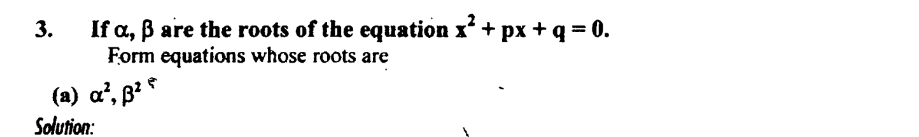 3. If α, β are the roots of the equation x² + px + q = 0.
Form equations whose roots are
(a) α², β²
Solution: